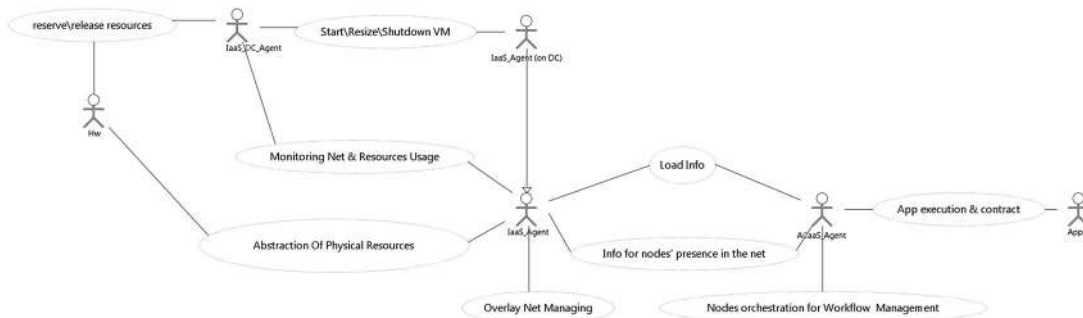 reserve\release resources
IaaS_DC_Agent
Start\Resize\Shutdown VM
IaaS_Agent (on DC)
Hw
Monitoring Net & Resources Usage
Load Info
IaaS_Agent
App execution & contract
App
Abstraction Of Physical Resources
Info for nodes' presence in the net
Overlay Net Managing
Nodes orchestration for Workflow Management